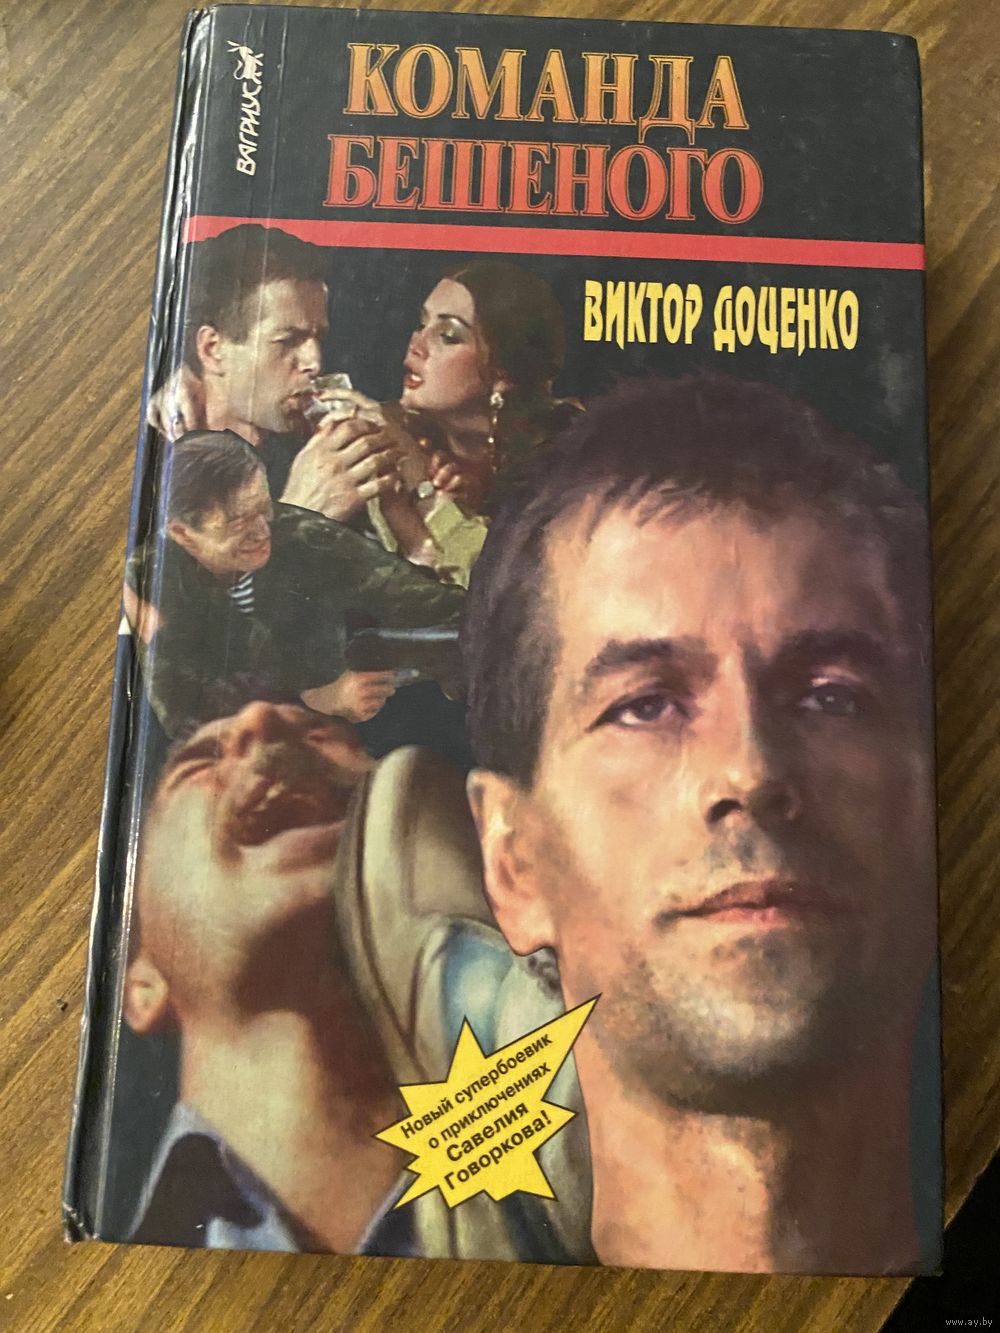 ВАГРИУС
КОМАНДА
БЕШЕНОГО
ВИКТОР ДОЦЕНКО
Новый супербоевик
о приключениях
Савелия
Говоркова!
www.ay.by